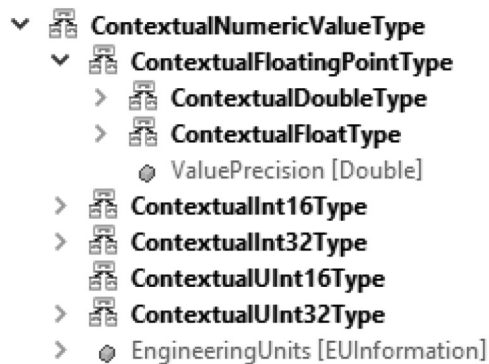 ContextualNumericValueType
ContextualFloatingPointType
ContextualDoubleType
ContextualFloatType
ValuePrecision [Double]
ContextualInt16Type
ContextualInt32Type
ContextualUInt16Type
ContextualUInt32Type
EngineeringUnits [EUInformation]